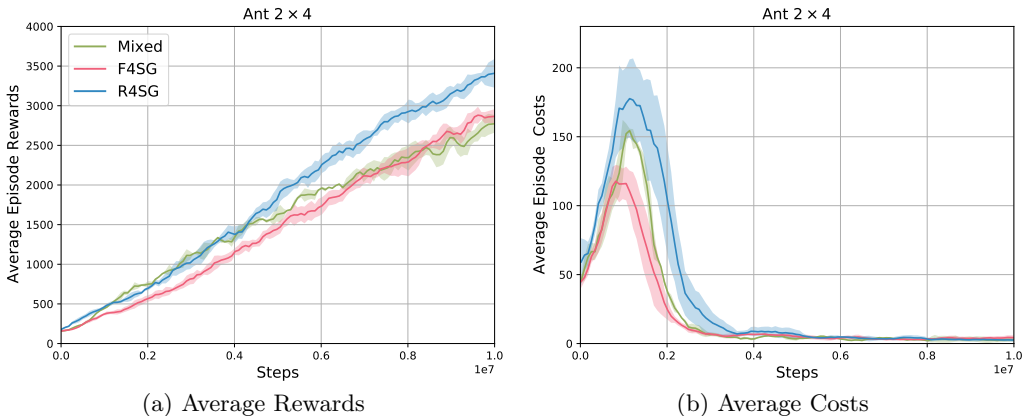 Ant 2 × 4
4000
3500
3000
2500
2000
1500
1000
500
0
Average Episode Rewards
Mixed
F4SG
R4SG
0.0 0.2 0.4 0.6 0.8 1.0
1e7
Steps
(a) Average Rewards
Ant 2 × 4
200
150
100
50
0
Average Episode Costs
0.0 0.2 0.4 0.6 0.8 1.0
1e7
Steps
(b) Average Costs